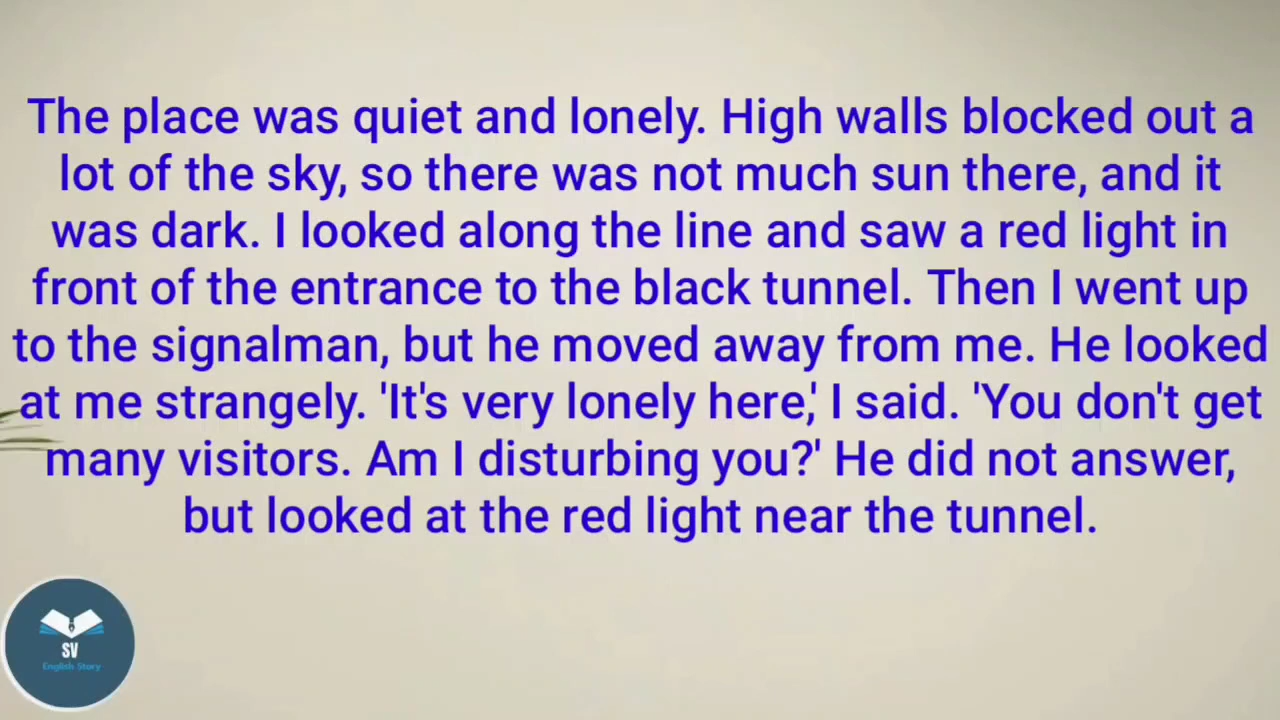 The place was quiet and lonely. High walls blocked out a
lot of the sky, so there was not much sun there, and it
was dark. I looked along the line and saw a red light in
front of the entrance to the black tunnel. Then I went up
to the signalman, but he moved away from me. He looked
at me strangely. 'It's very lonely here,' I said. 'You don't get
many visitors. Am I disturbing you?' He did not answer,
but looked at the red light near the tunnel.
SV
English Story